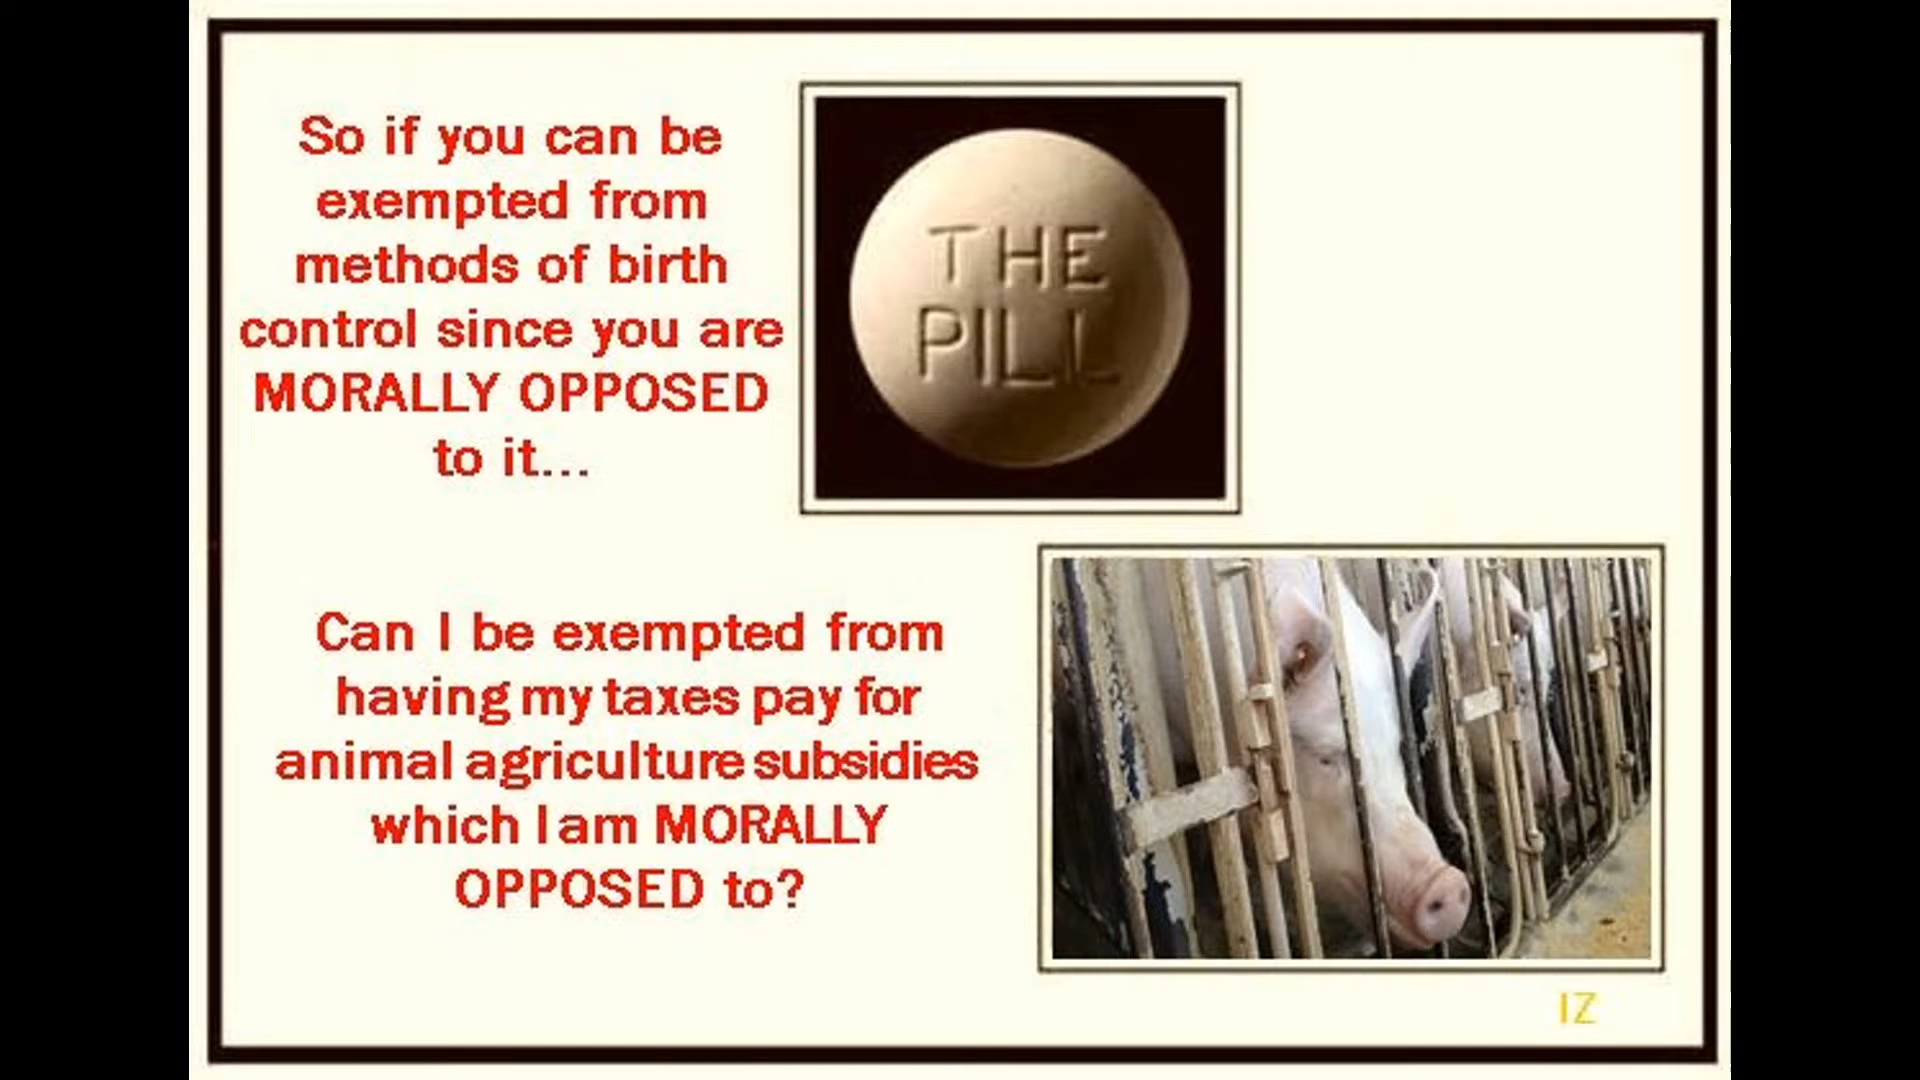 So if you can be
exempted from
methods of birth
control since you are
MORALLY OPPOSED
to it...
THE
PILL
Can I be exempted from
having my taxes pay for
animal agriculture subsidies
which I am MORALLY
OPPOSED to?
IZ